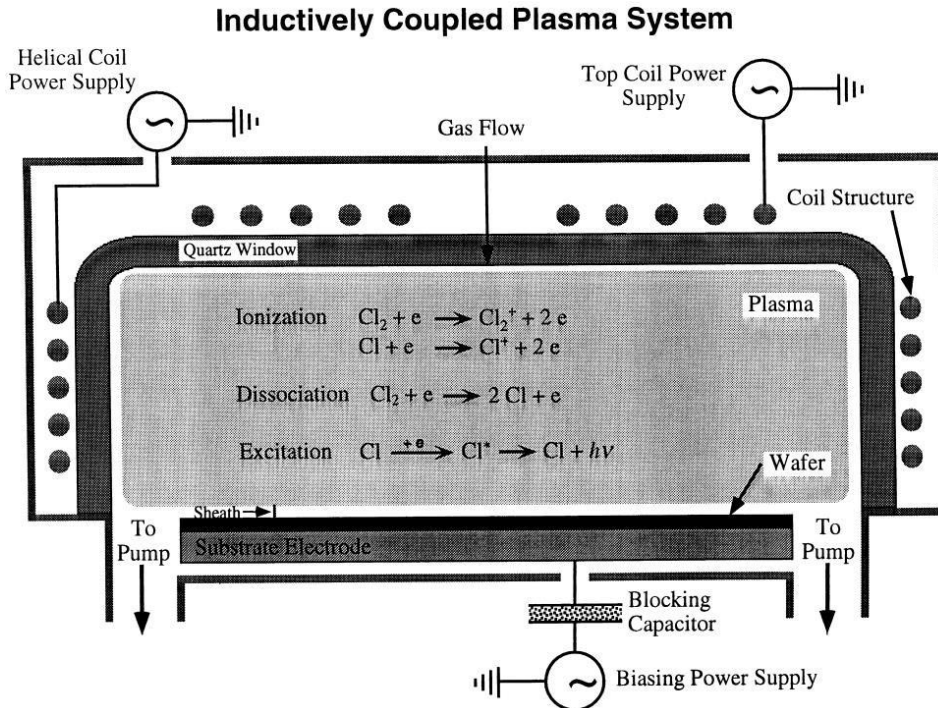 Inductively Coupled Plasma System
Helical Coil
Power Supply
Top Coil Power
Supply
Gas Flow
Coil Structure
Quartz Window
Plasma
Ionization Cl₂ + e ⟶ Cl₂⁺ + 2 e
Cl + e ⟶ Cl⁺ + 2 e
Dissociation Cl₂ + e ⟶ 2 Cl + e
Excitation Cl +e⟶ Cl* ⟶ Cl + hν
Wafer
Sheath
To
Pump
Substrate Electrode
To
Pump
Blocking
Capacitor
Biasing Power Supply